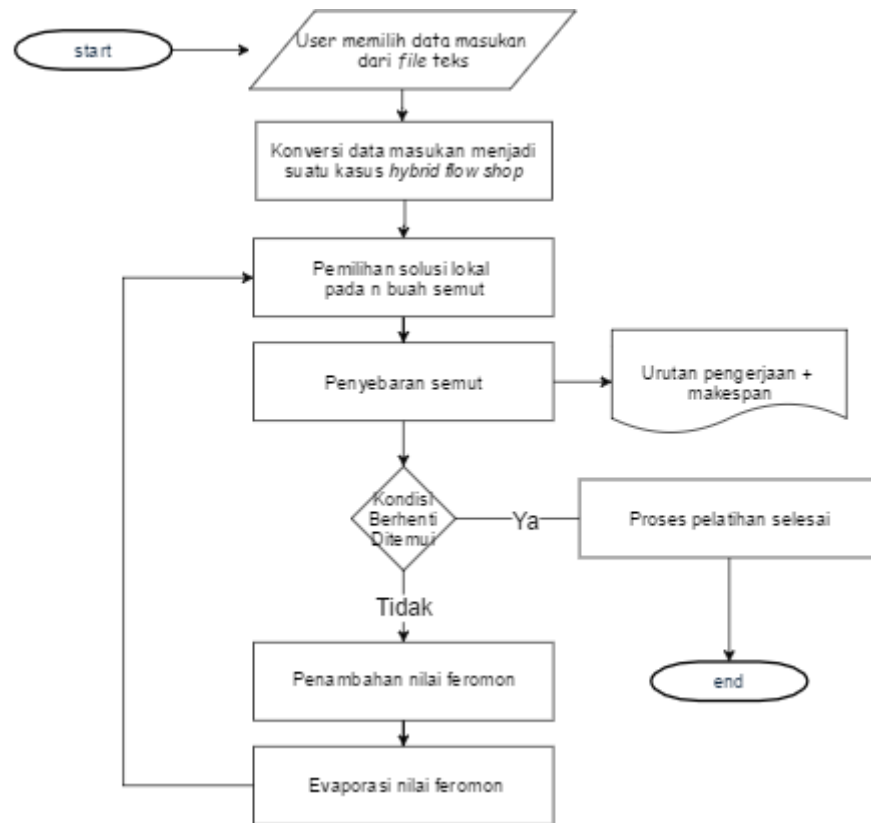 start
User memilih data masukan
dari file teks
Konversi data masukan menjadi
suatu kasus hybrid flow shop
Pemilihan solusi lokal
pada n buah semut
Penyebaran semut
Urutan pengerjaan +
makespan
Kondisi
Berhenti
Ditemui
Ya
Proses pelatihan selesai
Tidak
Penambahan nilai feromon
end
Evaporasi nilai feromon